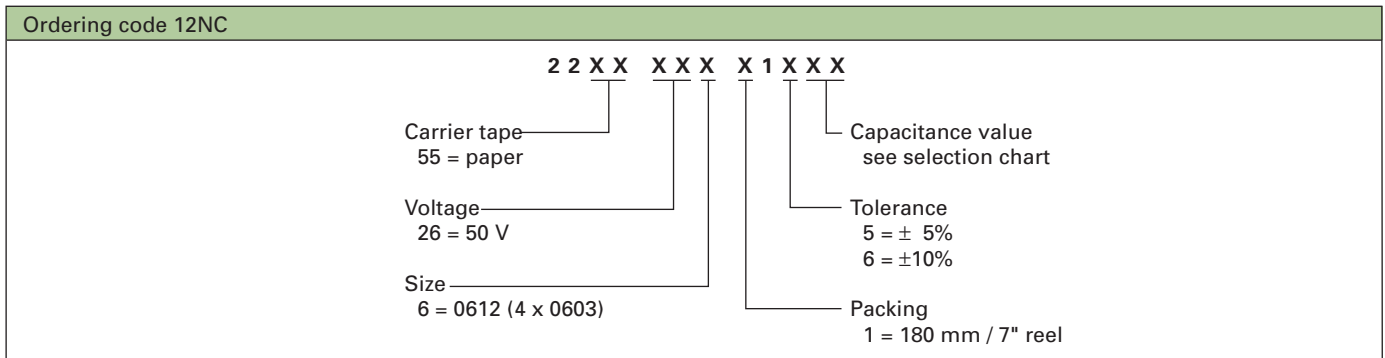 Ordering code 12NC
2 2 X X X X X X 1 X X X
Carrier tape
55 = paper
Voltage
26 = 50 V
Size
6 = 0612 (4 x 0603)
Capacitance value
see selection chart
Tolerance
5 = ± 5%
6 = ±10%
Packing
1 = 180 mm / 7" reel